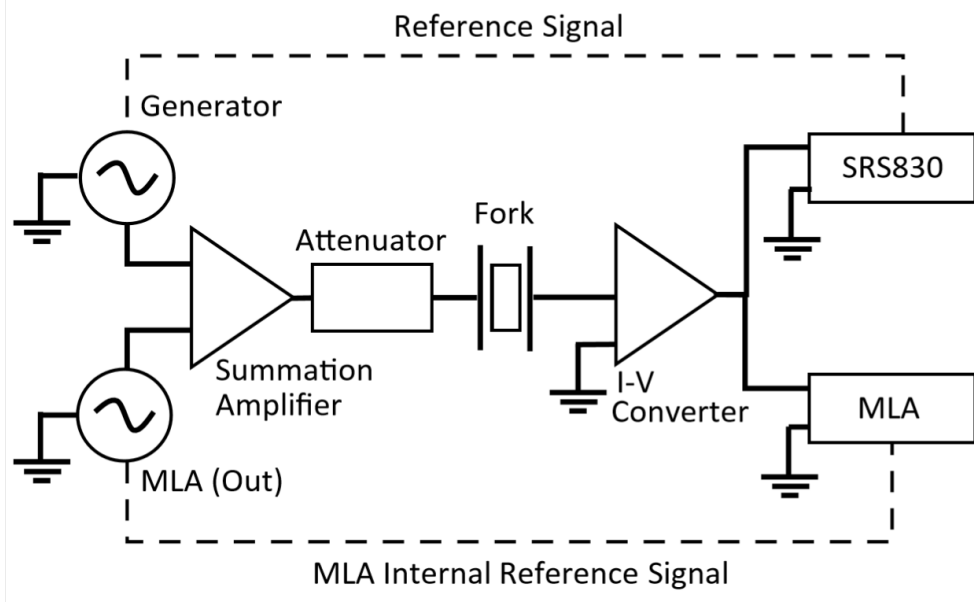 Reference Signal
Generator
SRS830
Fork
Attenuator
Summation
Amplifier
I-V
Converter
MLA
MLA (Out)
MLA Internal Reference Signal